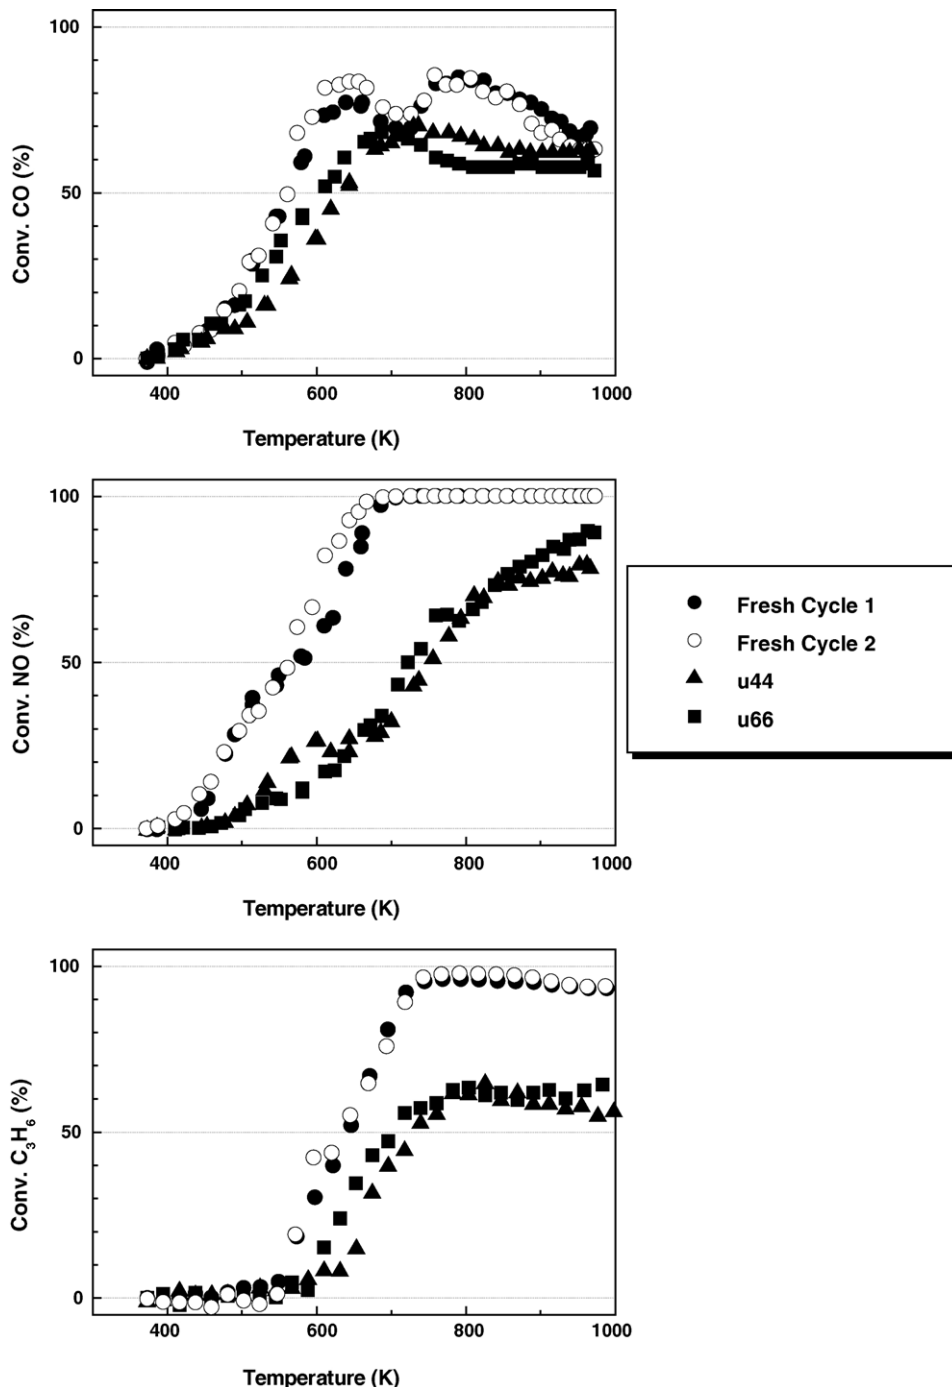 100
50
0
Conv. CO (%)
400 600 800 1000
Temperature (K)
100
50
0
Conv. NO (%)
400 600 800 1000
Temperature (K)
Fresh Cycle 1
Fresh Cycle 2
u44
u66
100
50
0
Conv. C₃H₆ (%)
400 600 800 1000
Temperature (K)